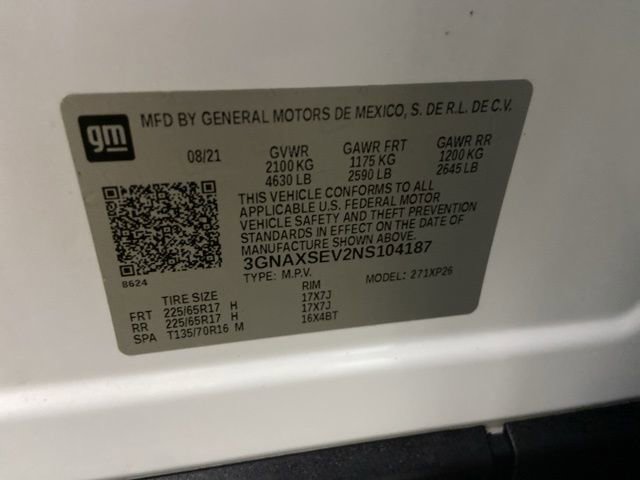 gm
MFD BY GENERAL MOTORS DE MEXICO, S. DE R.L. DE C.V.
08/21 GVWR GAWR FRT GAWR RR
2100 KG 1175 KG 1200 KG
4630 LB 2590 LB 2645 LB
THIS VEHICLE CONFORMS TO ALL
APPLICABLE U.S. FEDERAL MOTOR
VEHICLE SAFETY AND THEFT PREVENTION
STANDARDS IN EFFECT ON THE DATE OF
MANUFACTURE SHOWN ABOVE.
3GNAXSEV2NS104187
8624 TYPE: M.P.V. MODEL: 271XP26
TIRE SIZE RIM
FRT 225/65R17 H 17X7J
RR 225/65R17 H 17X7J
SPA T135/70R16 M 16X4BT